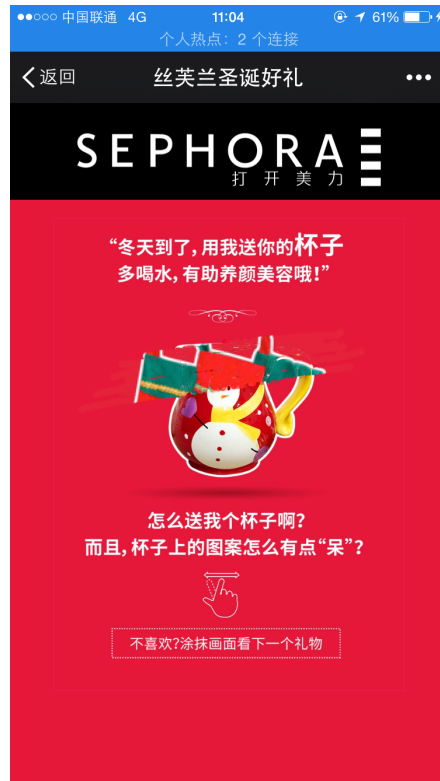 中国联通 4G 11:04 61%
个人热点：2 个连接
返回 丝芙兰圣诞好礼
SEPHORA
打开美力
“冬天到了，用我送你的杯子
多喝水，有助养颜美容哦！”
怎么送我个杯子啊？
而且，杯子上的图案怎么有点“呆”？
不喜欢？涂抹画面看下一个礼物